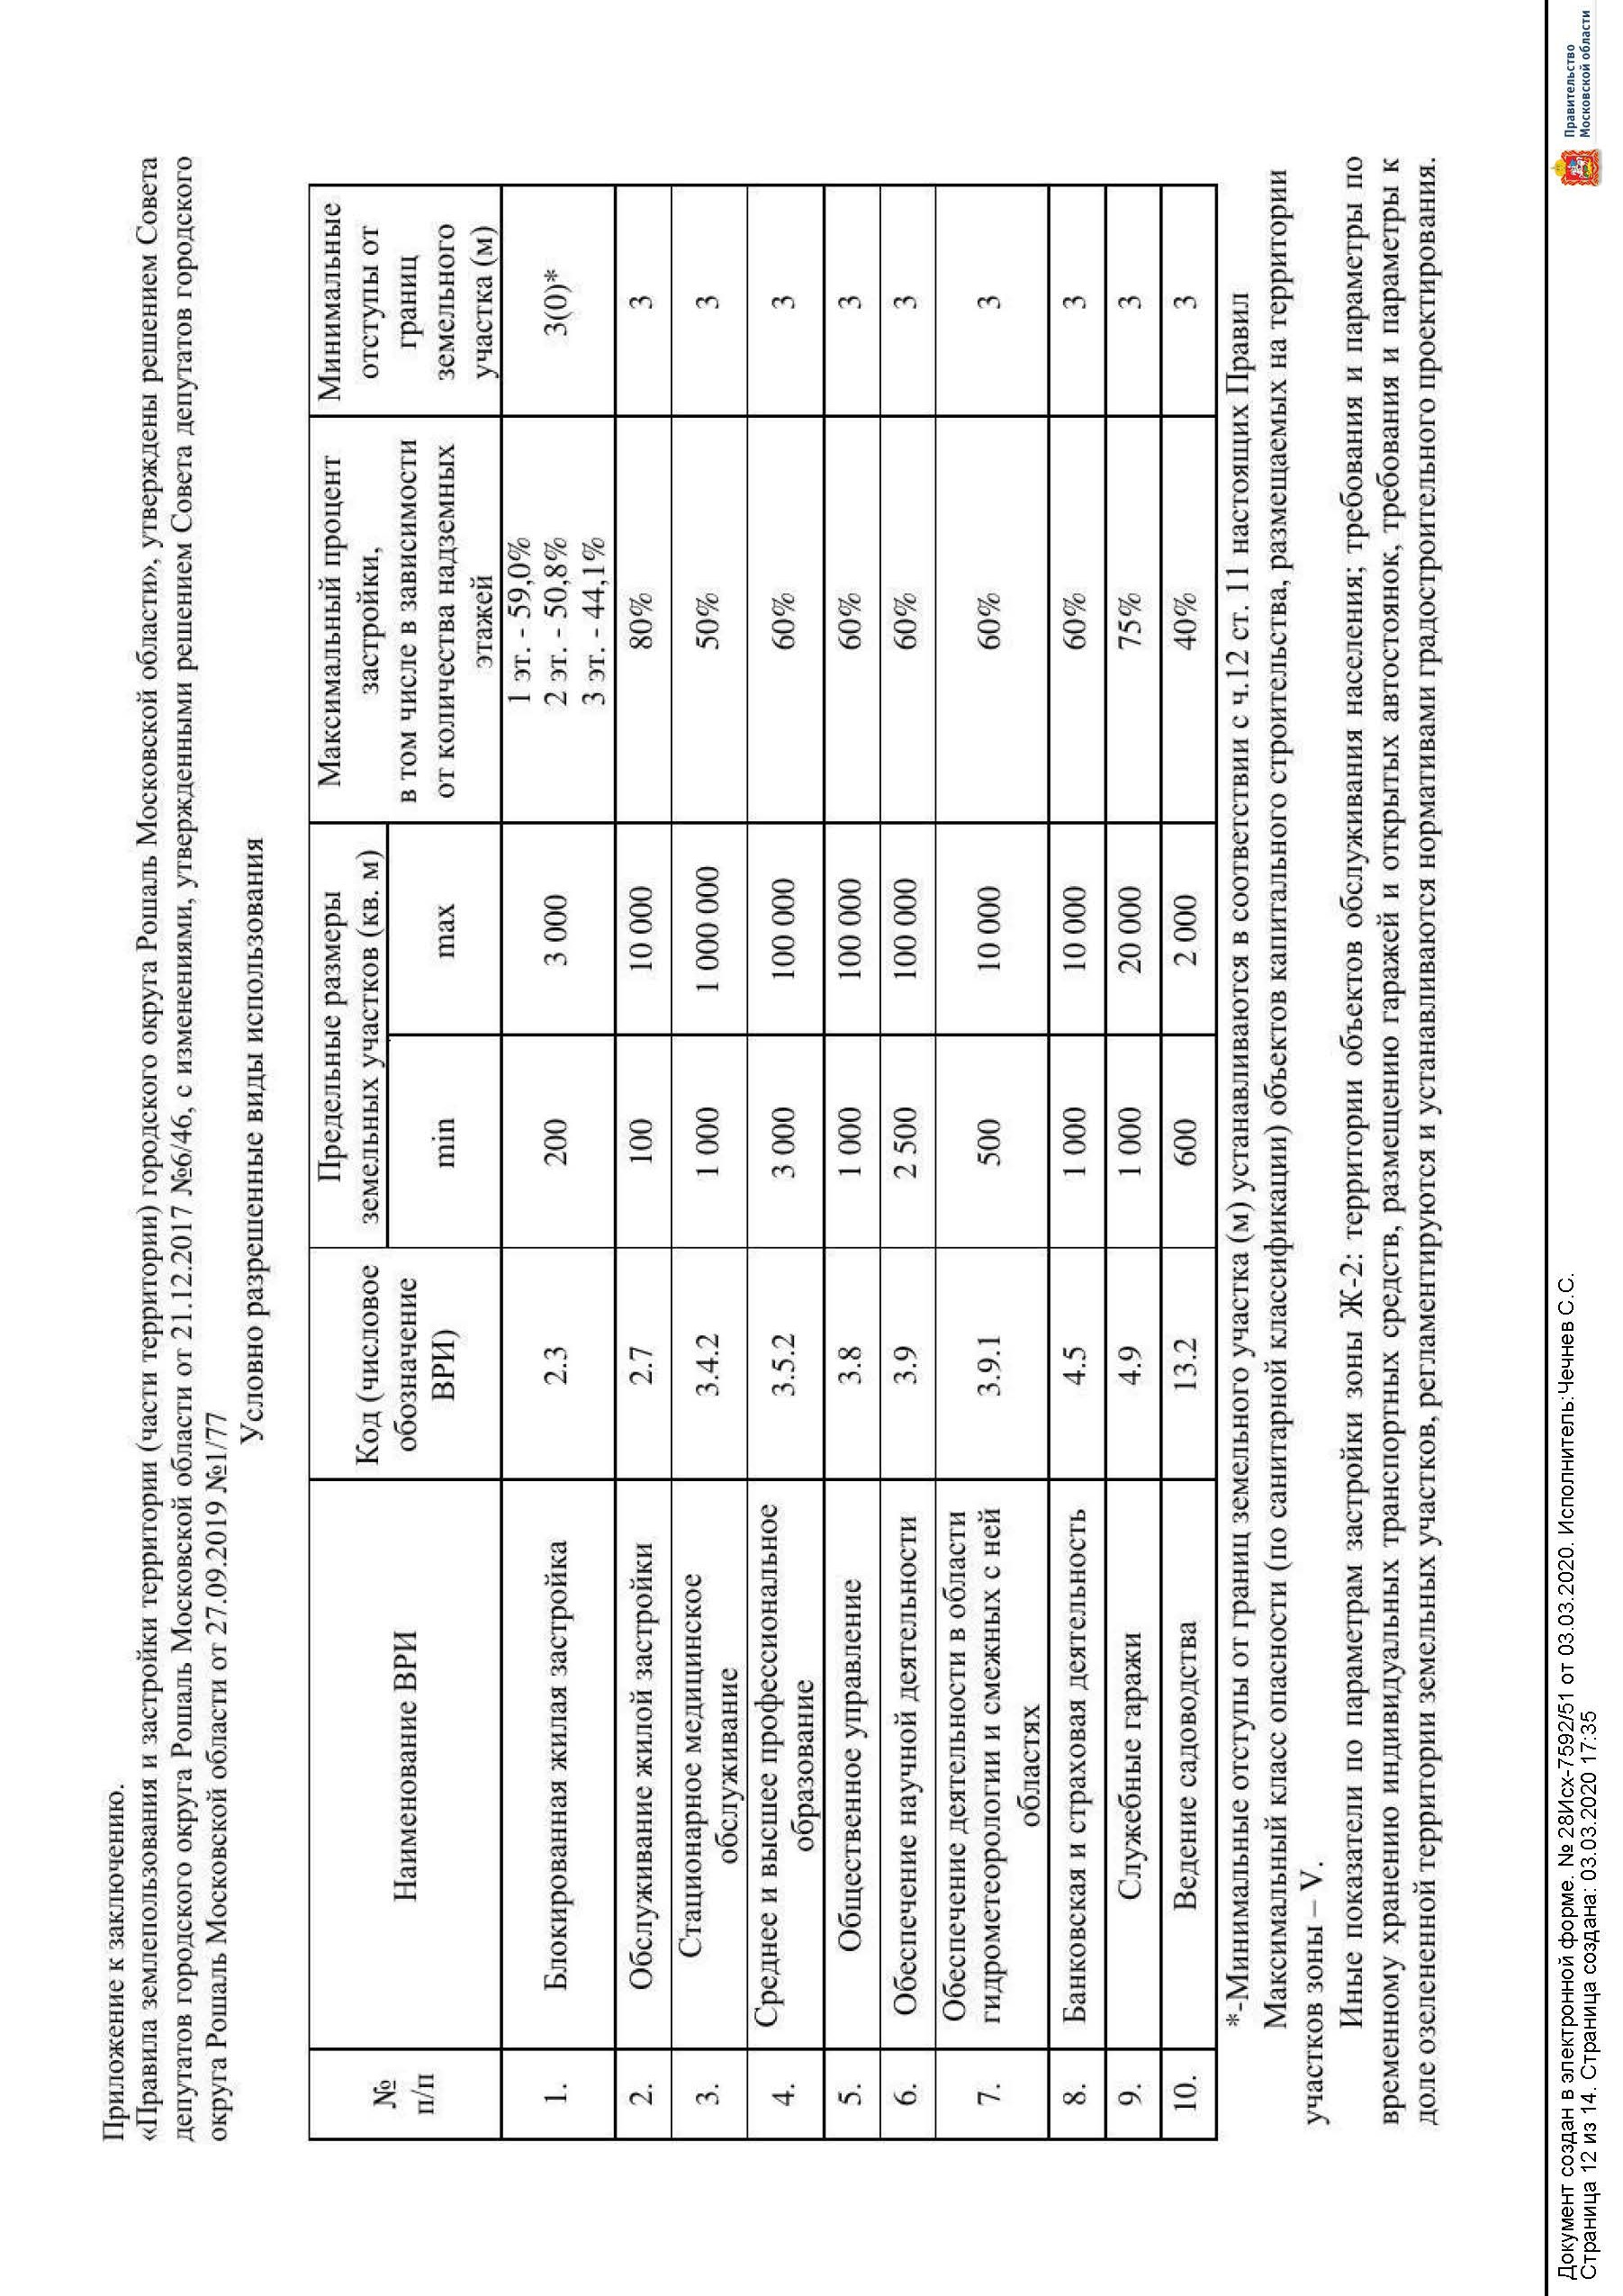 Приложение к заключению.
«Правила землепользования и застройки территории (части территории) городского округа Рошаль Московской области», утверждены решением Совета
депутатов городского округа Рошаль Московской области от 21.12.2017 №6/46, с изменениями, утвержденными решением Совета депутатов городского
округа Рошаль Московской области от 27.09.2019 №1/77
Условно разрешенные виды использования
№
п/п
Наименование ВРИ
Код (числовое
обозначение
ВРИ)
Предельные размеры
земельных участков (кв. м)
min
max
Максимальный процент
застройки,
в том числе в зависимости
от количества надземных
этажей
Минимальные
отступы от
границ
земельного
участка (м)
1. Блокированная жилая застройка 2.3 200 3 000 1 эт. - 59,0%
2 эт. - 50,8%
3 эт. - 44,1% 3(0)*
2. Обслуживание жилой застройки 2.7 100 10 000 80% 3
3. Стационарное медицинское
обслуживание 3.4.2 1 000 1 000 000 50% 3
4. Среднее и высшее профессиональное
образование 3.5.2 3 000 100 000 60% 3
5. Общественное управление 3.8 1 000 100 000 60% 3
6. Обеспечение научной деятельности 3.9 2 500 100 000 60% 3
7. Обеспечение деятельности в области
гидрометеорологии и смежных с ней
областях 3.9.1 500 10 000 60% 3
8. Банковская и страховая деятельность 4.5 1 000 10 000 60% 3
9. Служебные гаражи 4.9 1 000 20 000 75% 3
10. Ведение садоводства 13.2 600 2 000 40% 3
*-Минимальные отступы от границ земельного участка (м) устанавливаются в соответствии с ч.12 ст. 11 настоящих Правил
Максимальный класс опасности (по санитарной классификации) объектов капитального строительства, размещаемых на территории
участков зоны – V.
Иные показатели по параметрам застройки зоны Ж-2: территории объектов обслуживания населения; требования и параметры по
временному хранению индивидуальных транспортных средств, размещению гаражей и открытых автостоянок, требования и параметры к
доле озелененной территории земельных участков, регламентируются и устанавливаются нормативами градостроительного проектирования.
Документ создан в электронной форме. № 28Исх-7592/51 от 03.03.2020. Исполнитель:Чечнев С.С.
Страница 12 из 14. Страница создана: 03.03.2020 17:35
Правительство
Московской области